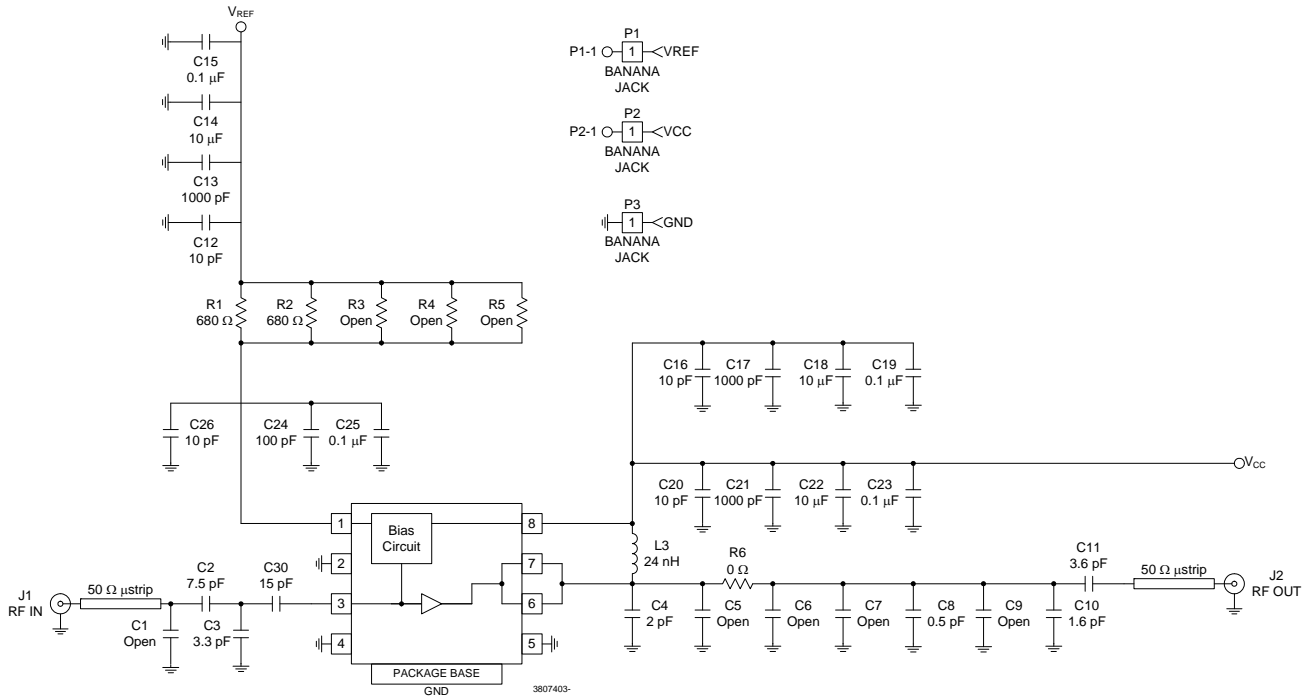 VREF
C15
0.1 µF
C14
10 µF
C13
1000 pF
C12
10 pF
P1
P1-1 1 VREF
BANANA
JACK
P2
P2-1 1 VCC
BANANA
JACK
P3
1 GND
BANANA
JACK
R1
680 Ω
R2
680 Ω
R3
Open
R4
Open
R5
Open
C16
10 pF
C17
1000 pF
C18
10 µF
C19
0.1 µF
C26
10 pF
C24
100 pF
C25
0.1 µF
C20
10 pF
C21
1000 pF
C22
10 µF
C23
0.1 µF
VCC
1
Bias
Circuit
8
2
7
3
6
4
5
PACKAGE BASE
GND
3807403-
J1
RF IN
50 Ω µstrip
C1
Open
C2
7.5 pF
C3
3.3 pF
C30
15 pF
L3
24 nH
R6
0 Ω
C4
2 pF
C5
Open
C6
Open
C7
Open
C8
0.5 pF
C9
Open
C10
1.6 pF
C11
3.6 pF
50 Ω µstrip
J2
RF OUT